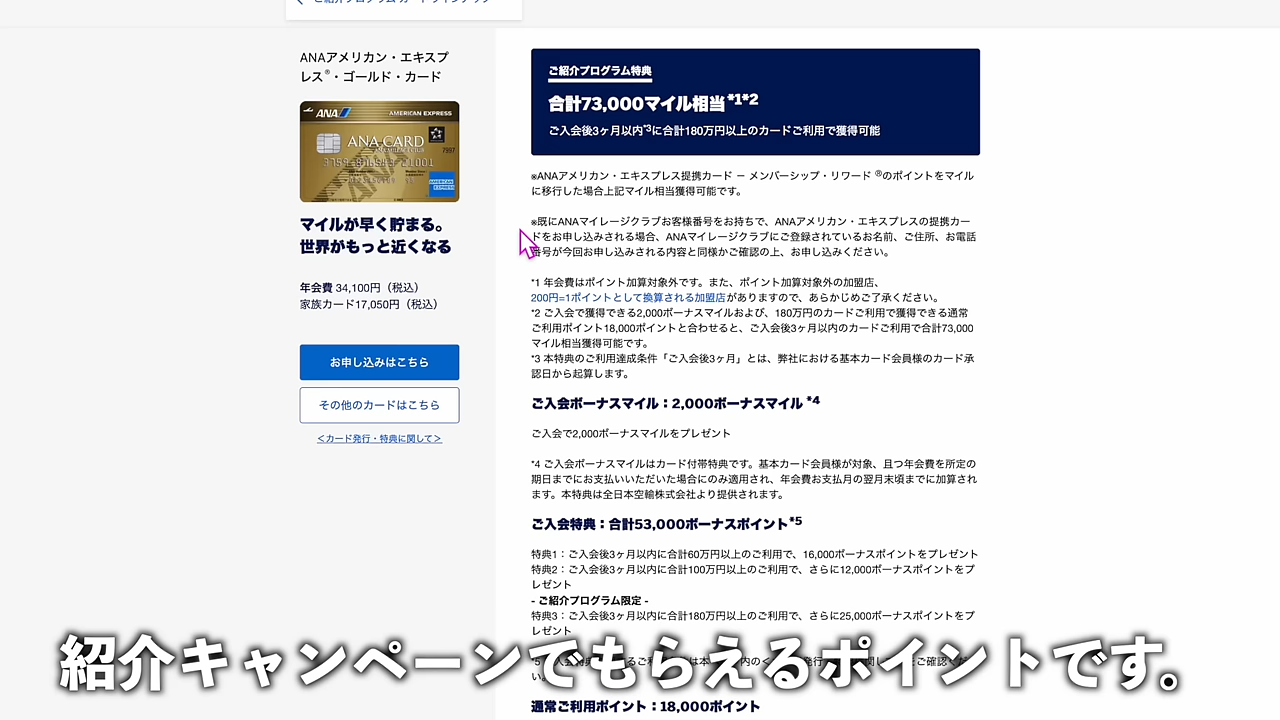 ご紹介プログラム カードラインナップ
ANAアメリカン・エキスプ
レス®・ゴールド・カード
ANA
AMERICAN EXPRESS
ANA CARD
マイルが早く貯まる。
世界がもっと近くなる
年会費 34,100円（税込）
家族カード17,050円（税込）
お申し込みはこちら
その他のカードはこちら
＜カード発行・特典に関して＞
ご紹介プログラム特典
合計73,000マイル相当*1*2
ご入会後3ヶ月以内*3に合計180万円以上のカードご利用で獲得可能
※ANAアメリカン・エキスプレス提携カード － メンバーシップ・リワード ®のポイントをマイル
に移行した場合上記マイル相当獲得可能です。
※既にANAマイレージクラブお客様番号をお持ちで、ANAアメリカン・エキスプレスの提携カー
ドをお申し込みされる場合、ANAマイレージクラブにご登録されているお名前、ご住所、お電話
番号が今回お申し込みされる内容と同様かご確認の上、お申し込みください。
*1 年会費はポイント加算対象外です。また、ポイント加算対象外の加盟店、
200円=1ポイントとして換算される加盟店がありますので、あらかじめご了承ください。
*2 ご入会で獲得できる2,000ボーナスマイルおよび、180万円のカードご利用で獲得できる通常
ご利用ポイント18,000ポイントと合わせると、ご入会後3ヶ月以内のカードご利用で合計73,000
マイル相当獲得可能です。
*3 本特典のご利用達成条件「ご入会後3ヶ月」とは、弊社における基本カード会員様のカード承
認日から起算します。
ご入会ボーナスマイル：2,000ボーナスマイル *4
ご入会で2,000ボーナスマイルをプレゼント
*4 ご入会ボーナスマイルはカード付帯特典です。基本カード会員様が対象、且つ年会費を所定の
期日までにお支払いいただいた場合にのみ適用され、年会費お支払月の翌月末頃までに加算され
ます。本特典は全日本空輸株式会社より提供されます。
ご入会特典：合計53,000ボーナスポイント*5
特典1：ご入会後3ヶ月以内に合計60万円以上のご利用で、16,000ボーナスポイントをプレゼント
特典2：ご入会後3ヶ月以内に合計100万円以上のご利用で、さらに12,000ボーナスポイントをプ
レゼント
- ご紹介プログラム限定 -
特典3：ご入会後3ヶ月以内に合計180万円以上のご利用で、さらに25,000ボーナスポイントをプ
レゼント
紹介キャンペーンでもらえるポイントです。
通常ご利用ポイント：18,000ポイント